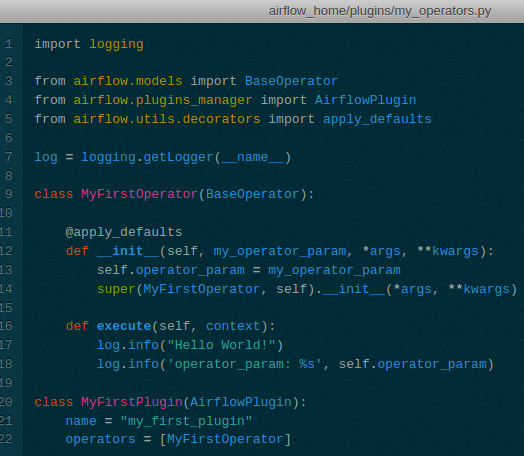 airflow_home/plugins/my_operators.py
1 import logging
2
3 from airflow.models import BaseOperator
4 from airflow.plugins_manager import AirflowPlugin
5 from airflow.utils.decorators import apply_defaults
6
7 log = logging.getLogger(__name__)
8
9 class MyFirstOperator(BaseOperator):
10
11     @apply_defaults
12     def __init__(self, my_operator_param, *args, **kwargs):
13         self.operator_param = my_operator_param
14         super(MyFirstOperator, self).__init__(*args, **kwargs)
15
16     def execute(self, context):
17         log.info("Hello World!")
18         log.info('operator_param: %s', self.operator_param)
19
20 class MyFirstPlugin(AirflowPlugin):
21     name = "my_first_plugin"
22     operators = [MyFirstOperator]